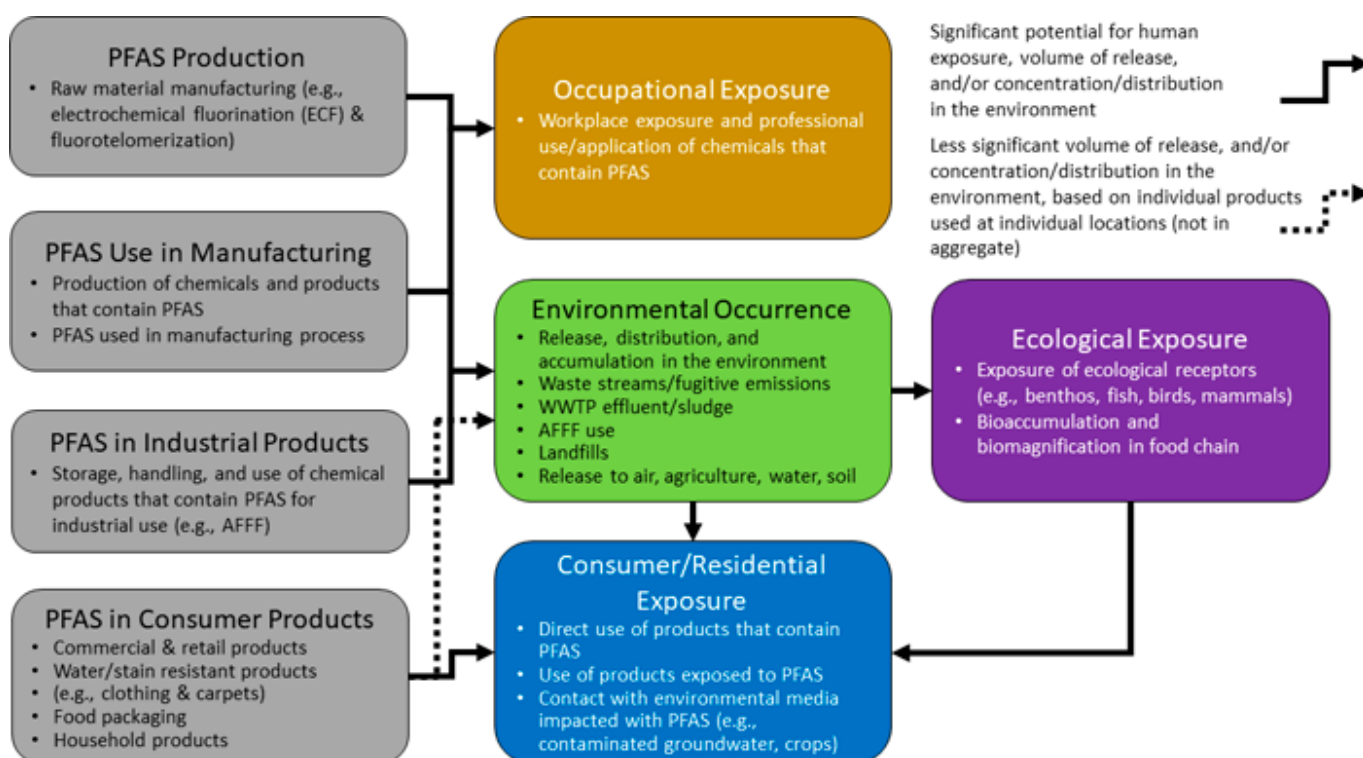 PFAS Production
• Raw material manufacturing (e.g.,
electrochemical fluorination (ECF) &
fluorotelomerization)
PFAS Use in Manufacturing
• Production of chemicals and products
that contain PFAS
• PFAS used in manufacturing process
PFAS in Industrial Products
• Storage, handling, and use of chemical
products that contain PFAS for
industrial use (e.g., AFFF)
PFAS in Consumer Products
• Commercial & retail products
• Water/stain resistant products
• (e.g., clothing & carpets)
• Food packaging
• Household products
Occupational Exposure
• Workplace exposure and professional
use/application of chemicals that
contain PFAS
Environmental Occurrence
• Release, distribution, and
accumulation in the environment
• Waste streams/fugitive emissions
• WWTP effluent/sludge
• AFFF use
• Landfills
• Release to air, agriculture, water, soil
Consumer/Residential
Exposure
• Direct use of products that contain
PFAS
• Use of products exposed to PFAS
• Contact with environmental media
impacted with PFAS (e.g.,
contaminated groundwater, crops)
Significant potential for human
exposure, volume of release,
and/or concentration/distribution
in the environment
Less significant volume of release, and/or
concentration/distribution in the
environment, based on individual products
used at individual locations (not in
aggregate)
Ecological Exposure
• Exposure of ecological receptors
(e.g., benthos, fish, birds, mammals)
• Bioaccumulation and
biomagnification in food chain